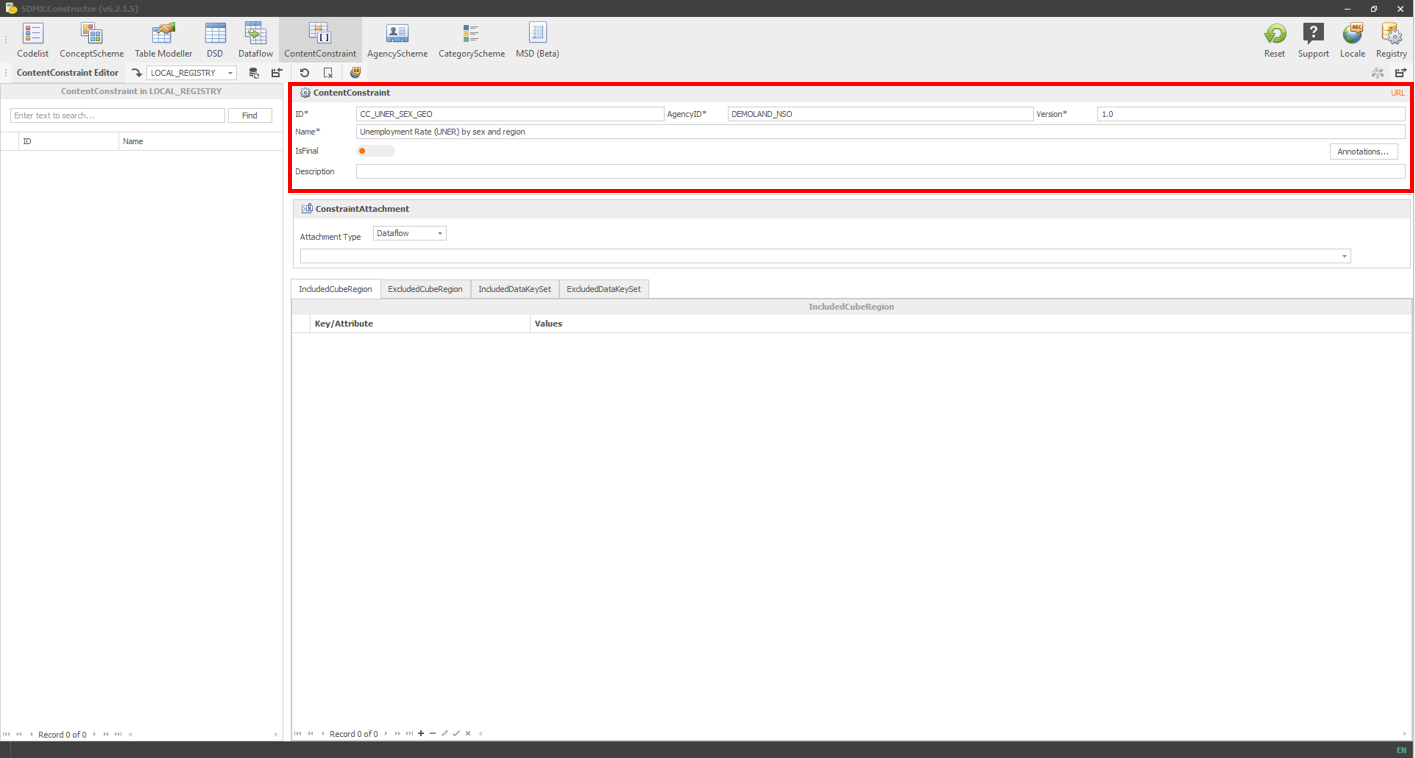 SDMX.Constructor (v6.2.1.5)
Codelist ConceptScheme Table Modeller DSD Dataflow ContentConstraint AgencyScheme CategoryScheme MSD (Beta) Reset Support Locale Registry
ContentConstraint Editor LOCAL_REGISTRY
ContentConstraint in LOCAL_REGISTRY
Enter text to search... Find
ID Name
Record 0 of 0
ContentConstraint URL
ID* CC_UNER_SEX_GEO AgencyID* DEMOLAND_NSO Version* 1.0
Name* Unemployment Rate (UNER) by sex and region
IsFinal Annotations...
Description
ConstraintAttachment
Attachment Type Dataflow
IncludedCubeRegion ExcludedCubeRegion IncludedDataKeySet ExcludedDataKeySet
IncludedCubeRegion
Key/Attribute Values
Record 0 of 0
EN